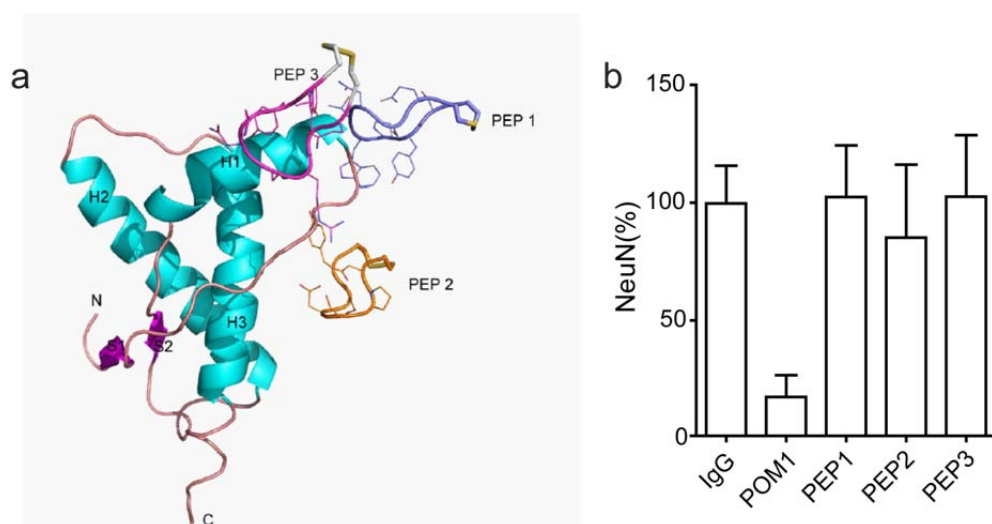 a
PEP 3
PEP 1
H1
H2
PEP 2
N
H3
S1
S2
C
b
NeuN(%)
150
100
50
0
IgG
POM1
PEP1
PEP2
PEP3